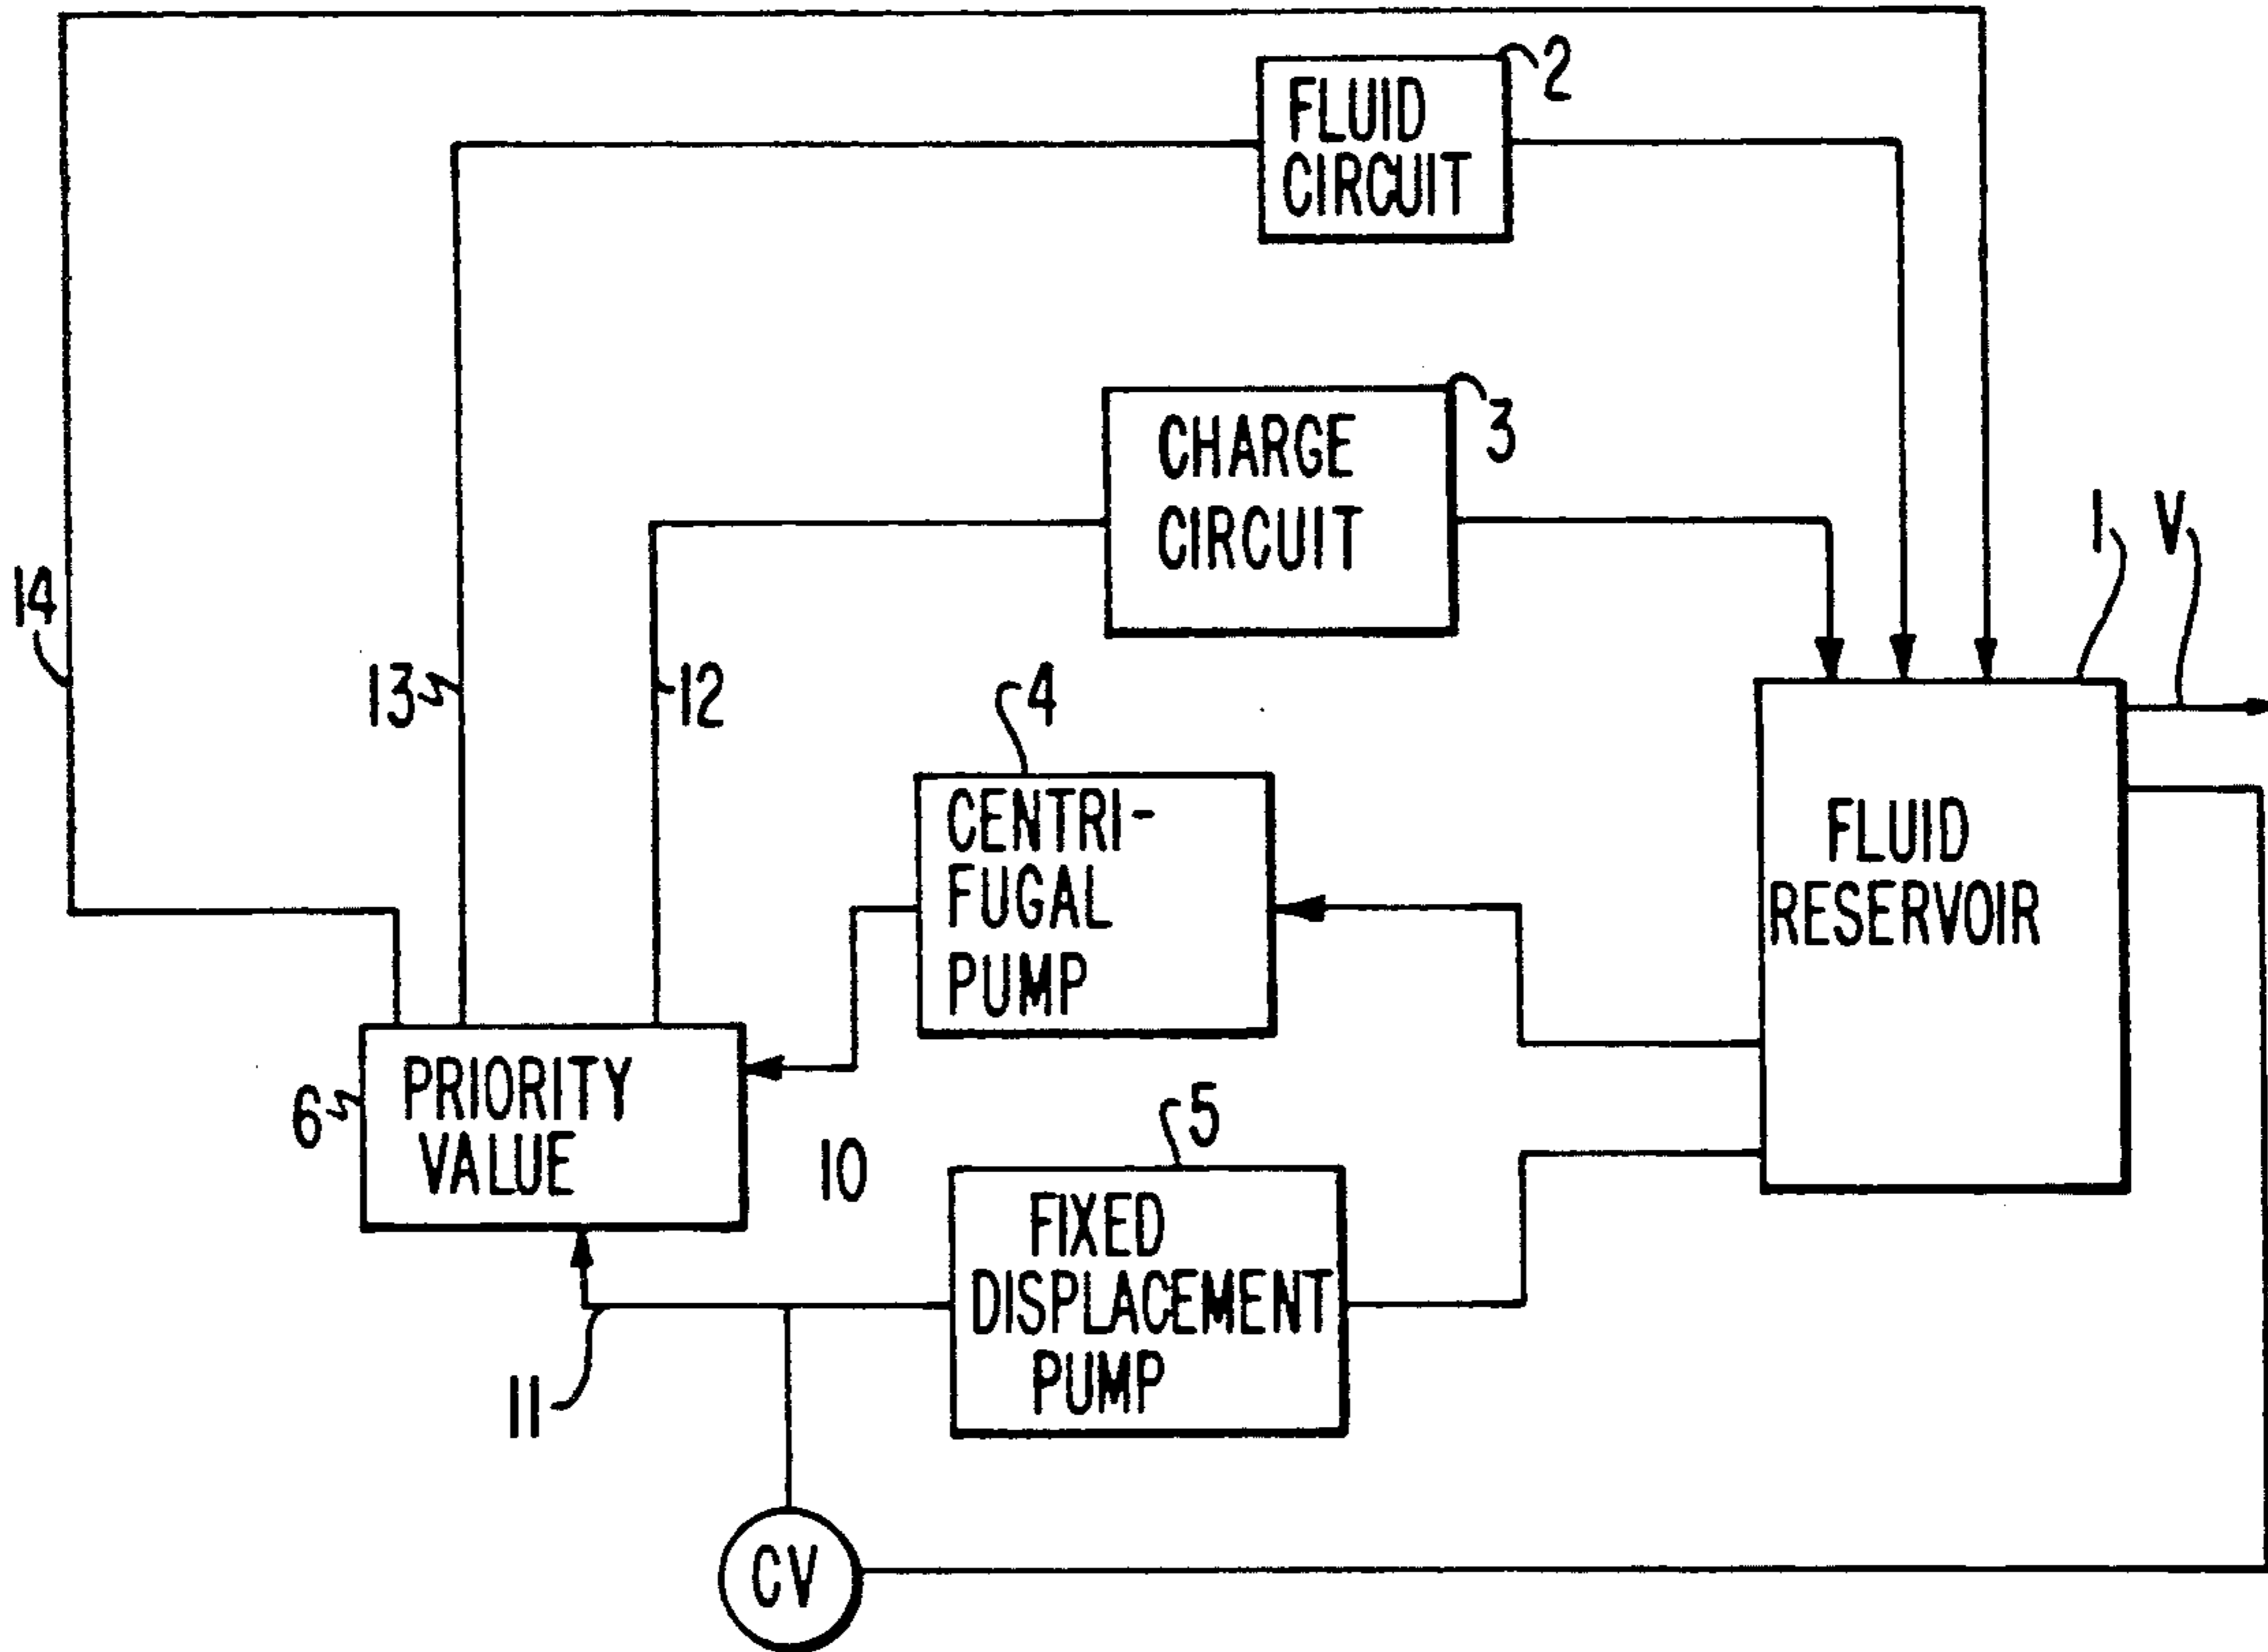 2
FLUID
CIRCUIT
3
CHARGE
CIRCUIT
1 V
14
13
12
4
CENTRI-
FUGAL
PUMP
FLUID
RESERVOIR
6
PRIORITY
VALUE
10
5
FIXED
DISPLACEMENT
PUMP
11
CV